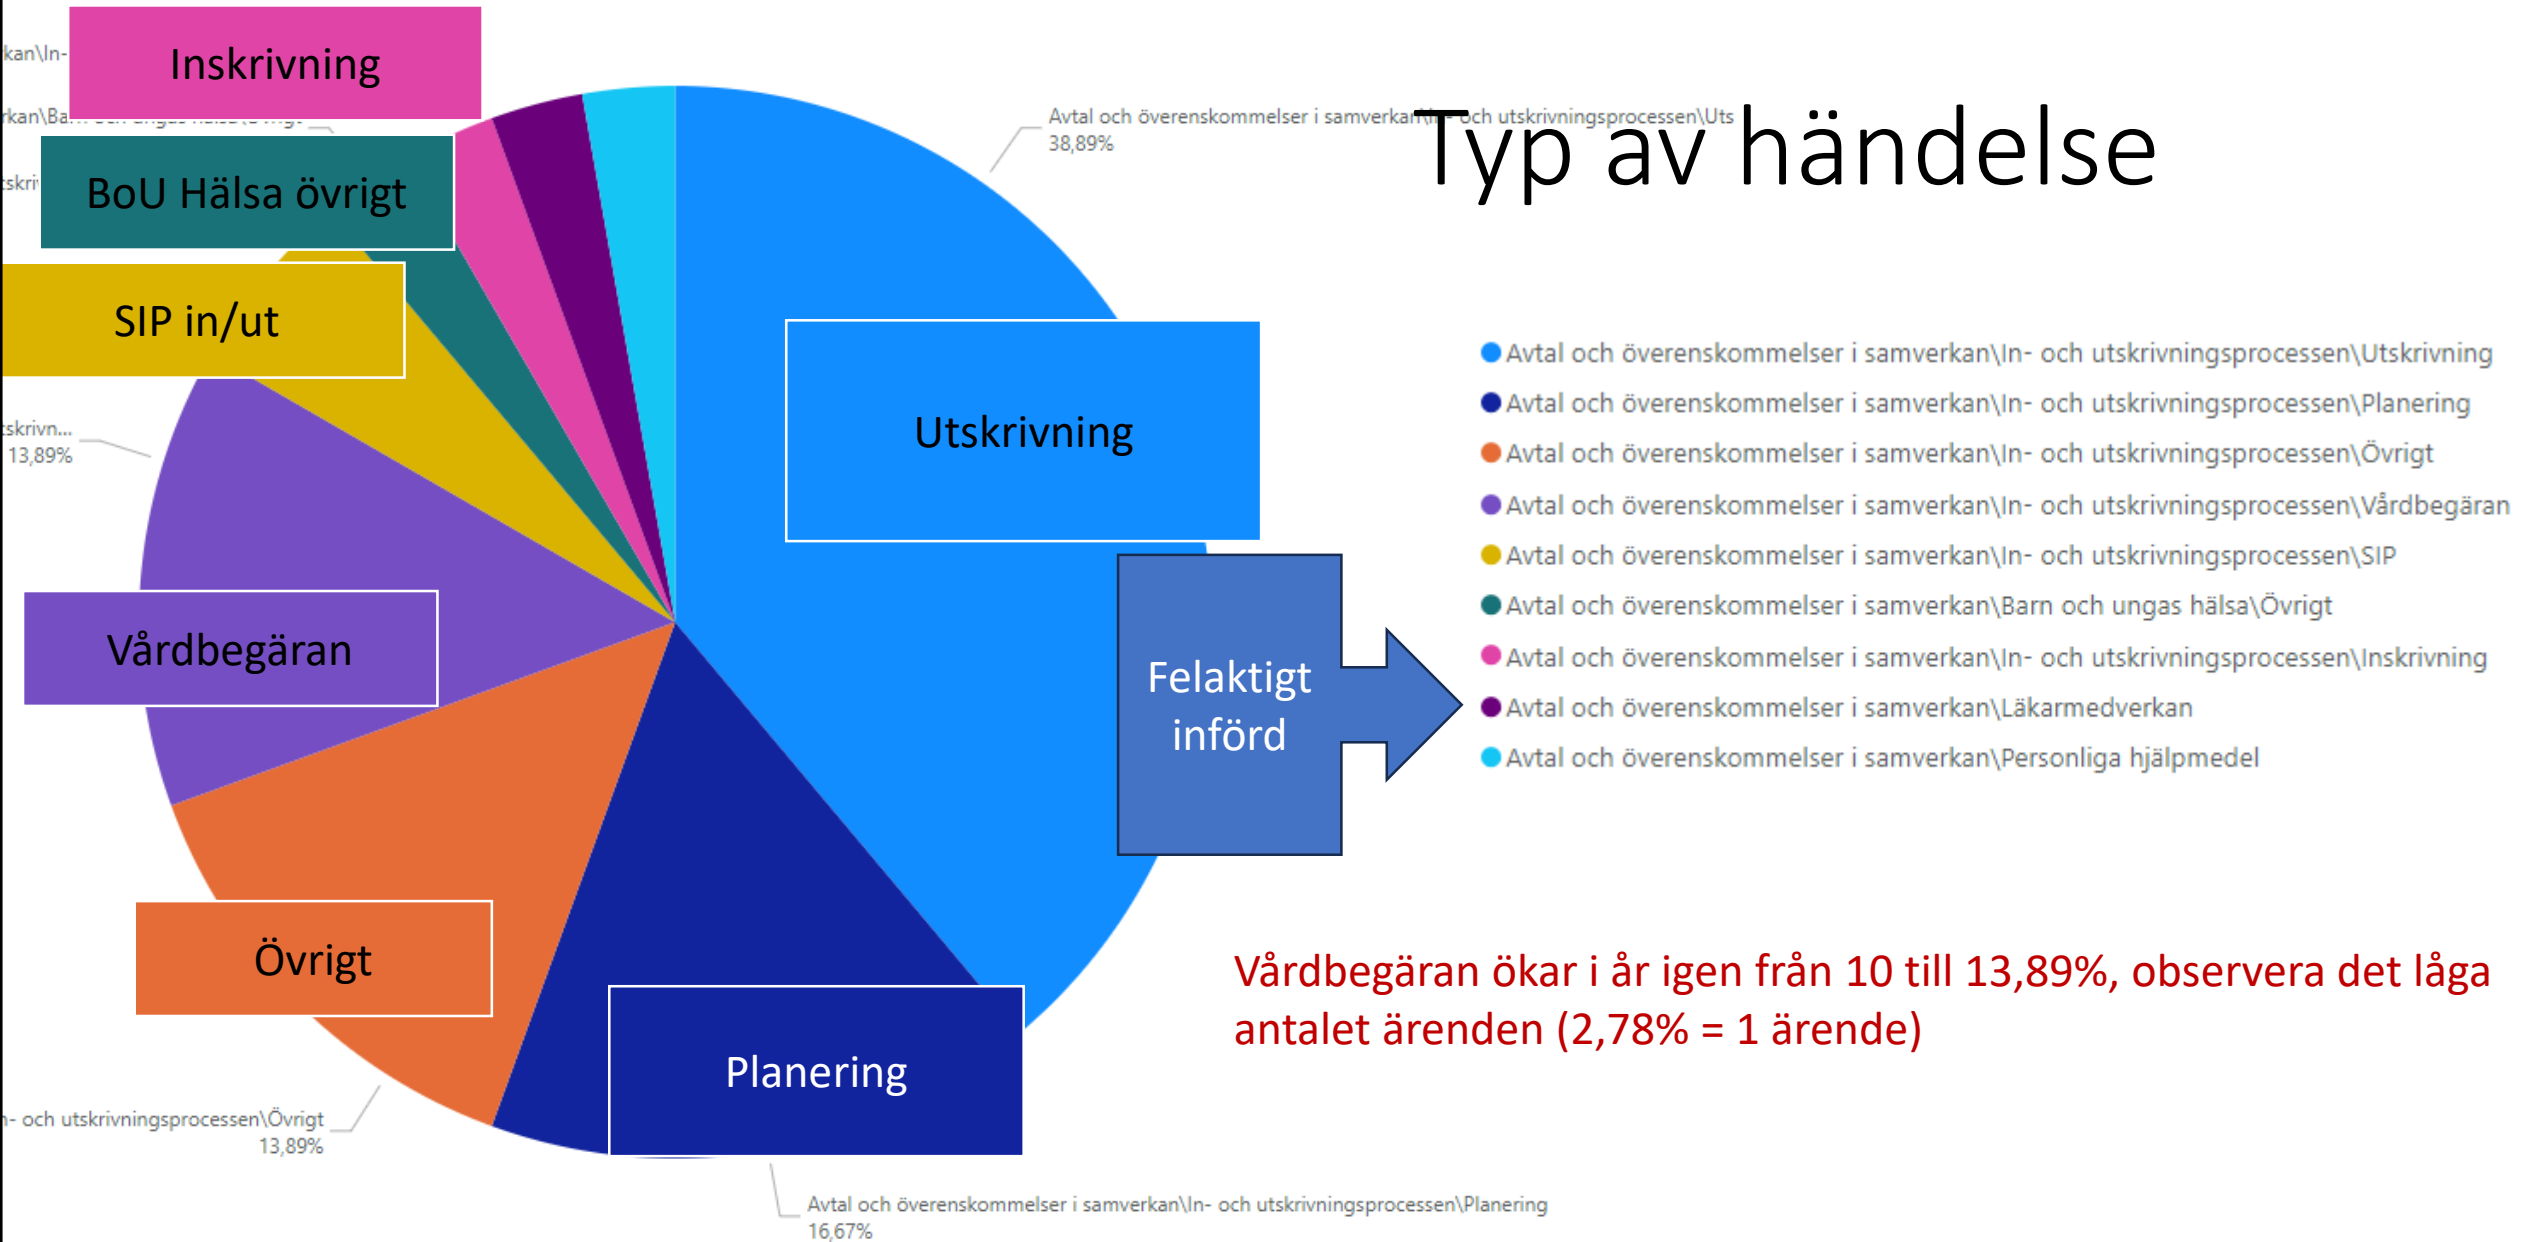 Typ av händelse
kan\In-
Inskrivning
rkan\Ba
BoU Hälsa övrigt
SIP in/ut
tskrivn...
13,89%
Vårdbegäran
Övrigt
- och utskrivningsprocessen\Övrigt
13,89%
Planering
Avtal och överenskommelser i samverkan\In- och utskrivningsprocessen\Planering
16,67%
Avtal och överenskommelser i samverkan\In- och utskrivningsprocessen\Uts
38,89%
Utskrivning
Felaktigt
införd
Avtal och överenskommelser i samverkan\In- och utskrivningsprocessen\Utskrivning
Avtal och överenskommelser i samverkan\In- och utskrivningsprocessen\Planering
Avtal och överenskommelser i samverkan\In- och utskrivningsprocessen\Övrigt
Avtal och överenskommelser i samverkan\In- och utskrivningsprocessen\Vårdbegäran
Avtal och överenskommelser i samverkan\In- och utskrivningsprocessen\SIP
Avtal och överenskommelser i samverkan\Barn och ungas hälsa\Övrigt
Avtal och överenskommelser i samverkan\In- och utskrivningsprocessen\Inskrivning
Avtal och överenskommelser i samverkan\Läkarmedverkan
Avtal och överenskommelser i samverkan\Personliga hjälpmedel
Vårdbegäran ökar i år igen från 10 till 13,89%, observera det låga
antalet ärenden (2,78% = 1 ärende)